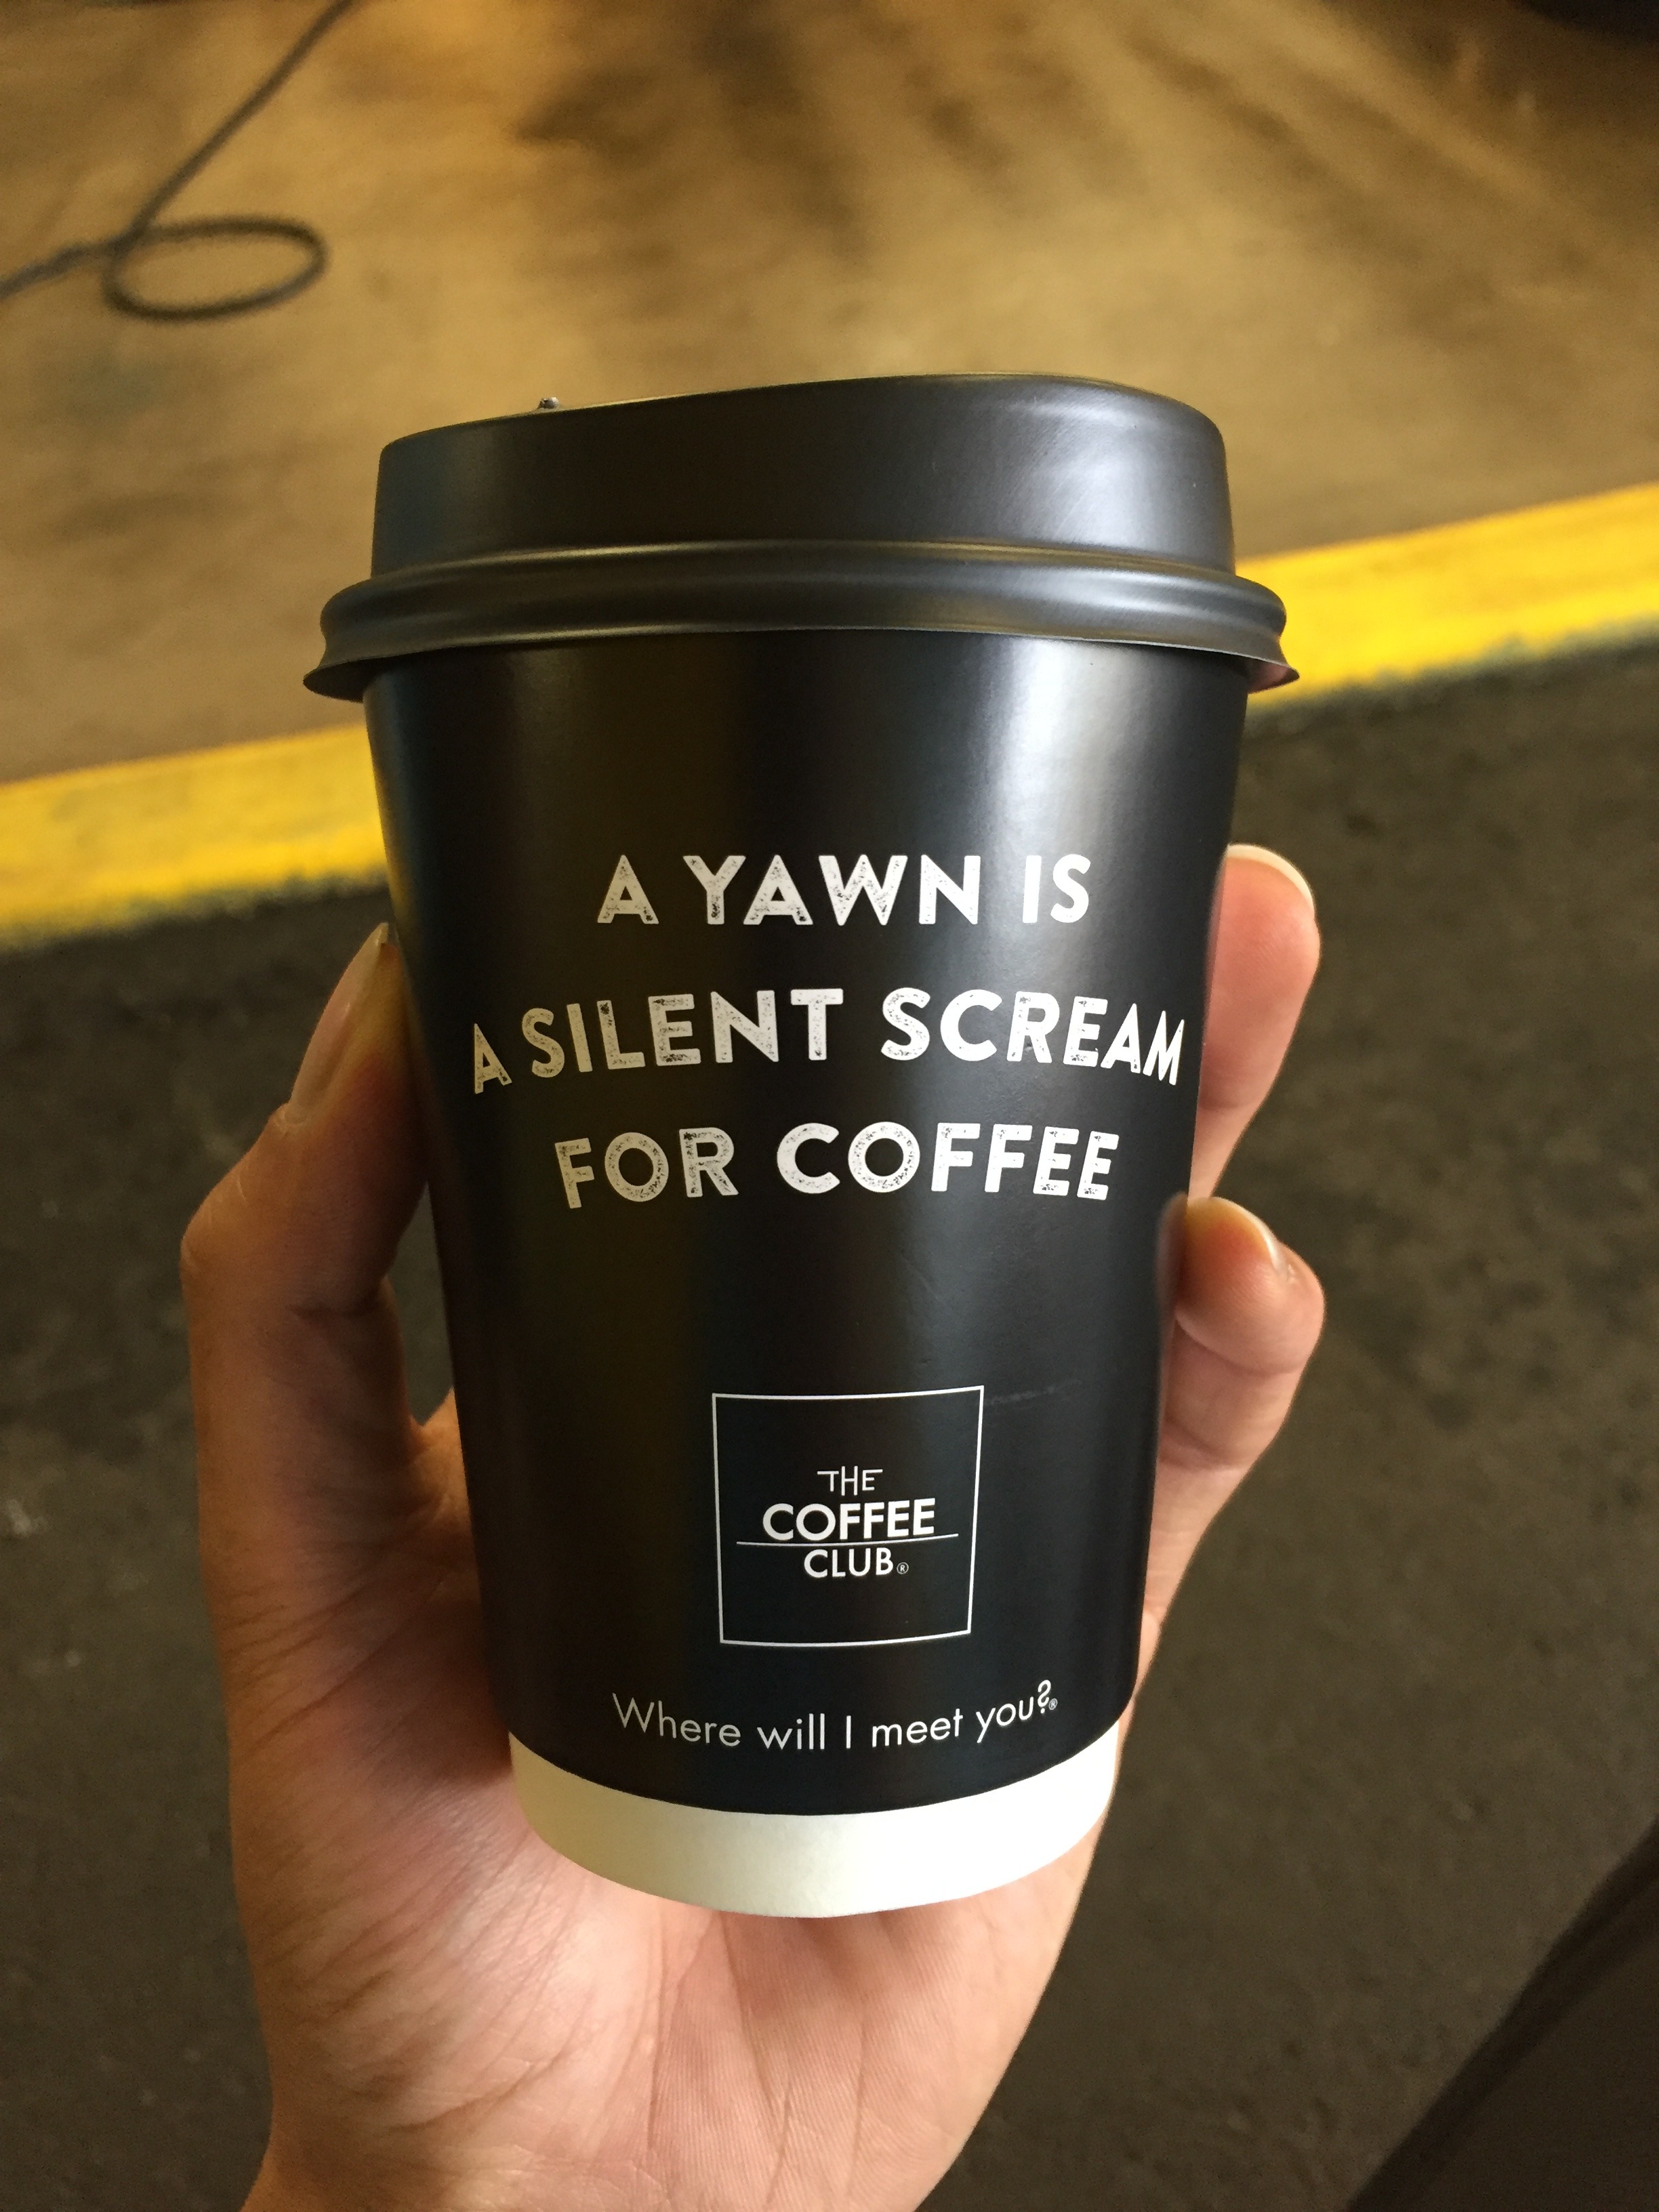 A YAWN IS
A SILENT SCREAM
FOR COFFEE
THE
COFFEE
CLUB®
Where will I meet you?®